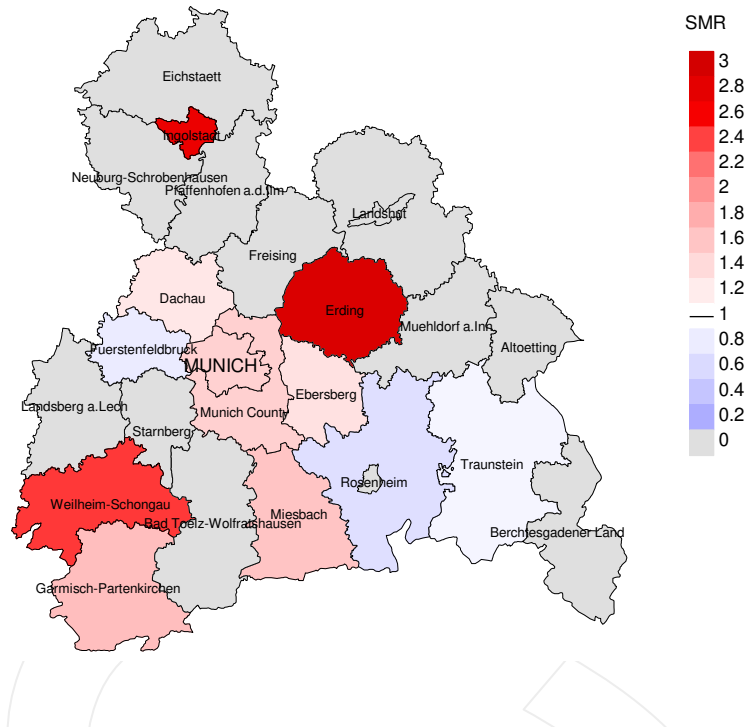 SMR
Eichstaett
Ingolstadt
Neuburg-Schrobenhausen
Pfaffenhofen a.d.Ilm
Landshut
Freising
Dachau
Erding
Muehldorf a.Inn
Altoetting
Fuerstenfeldbruck
MUNICH
Ebersberg
Landsberg a.Lech
Munich County
Starnberg
Traunstein
Rosenheim
Weilheim-Schongau
Miesbach
Bad Toelz-Wolfratshausen
Berchtesgadener Land
Garmisch-Partenkirchen
3
2.8
2.6
2.4
2.2
2
1.8
1.6
1.4
1.2
1
0.8
0.6
0.4
0.2
0